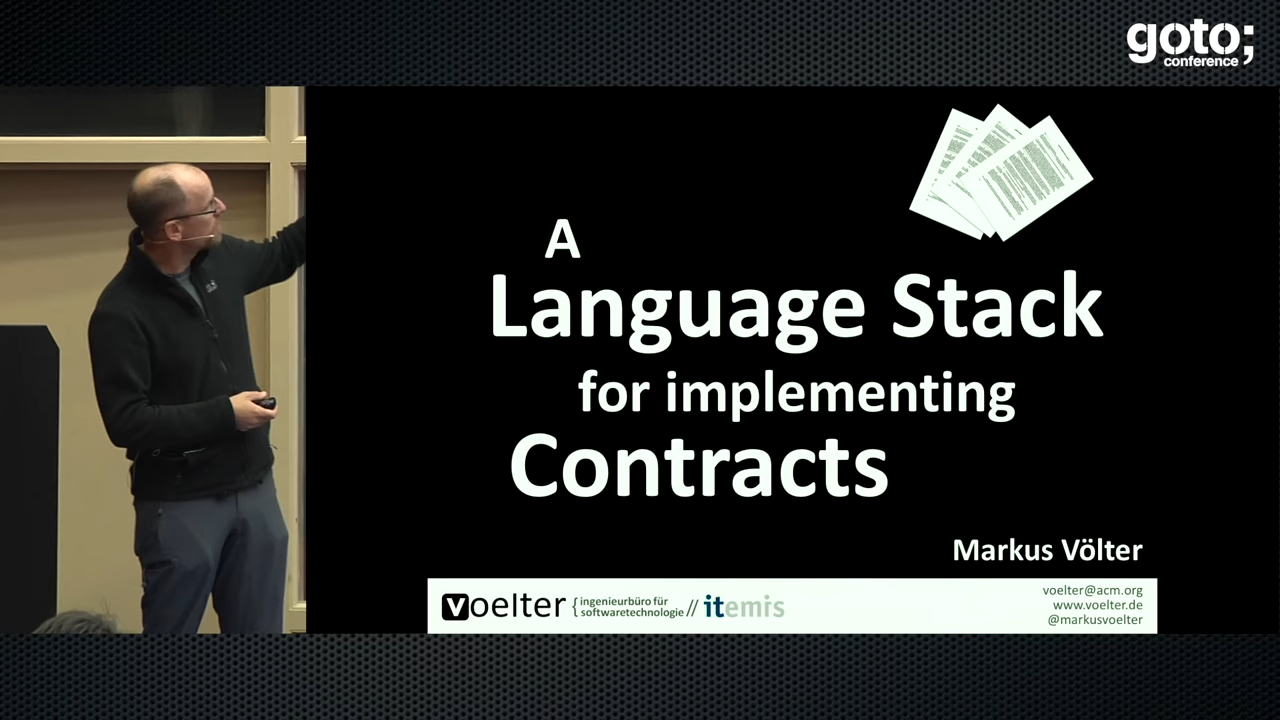 goto;
conference
A
Language Stack
for implementing
Contracts
Markus Völter
voelter { ingenieurbüro für
softwaretechnologie // itemis
voelter@acm.org
www.voelter.de
@markusvoelter